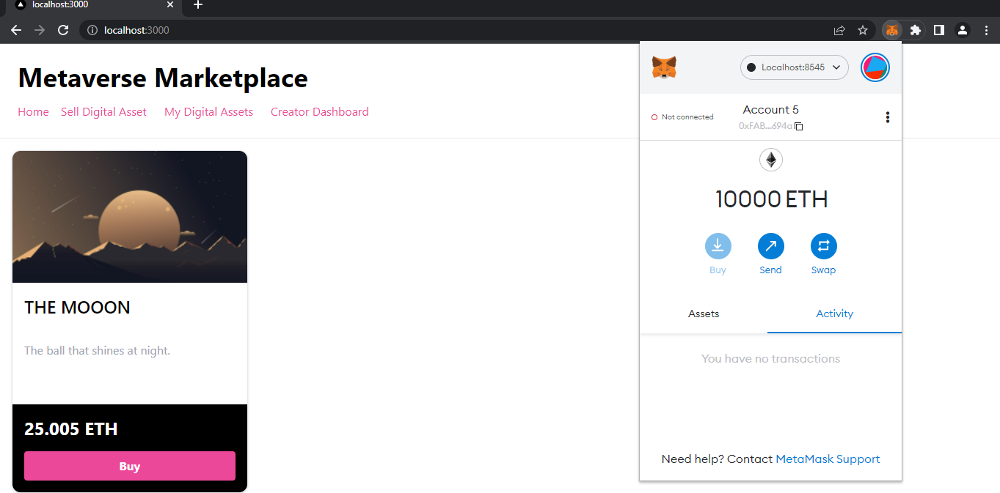 localhost:3000
localhost:3000
Metaverse Marketplace
Home Sell Digital Asset My Digital Assets Creator Dashboard
THE MOOON
The ball that shines at night.
25.005 ETH
Buy
Localhost:8545
Not connected
Account 5
0xFAB...694a
10000 ETH
Buy Send Swap
Assets Activity
You have no transactions
Need help? Contact MetaMask Support